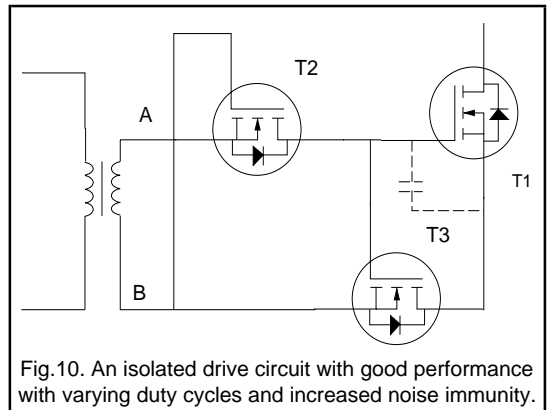 T2
A
T1
T3
B
Fig.10. An isolated drive circuit with good performance
with varying duty cycles and increased noise immunity.